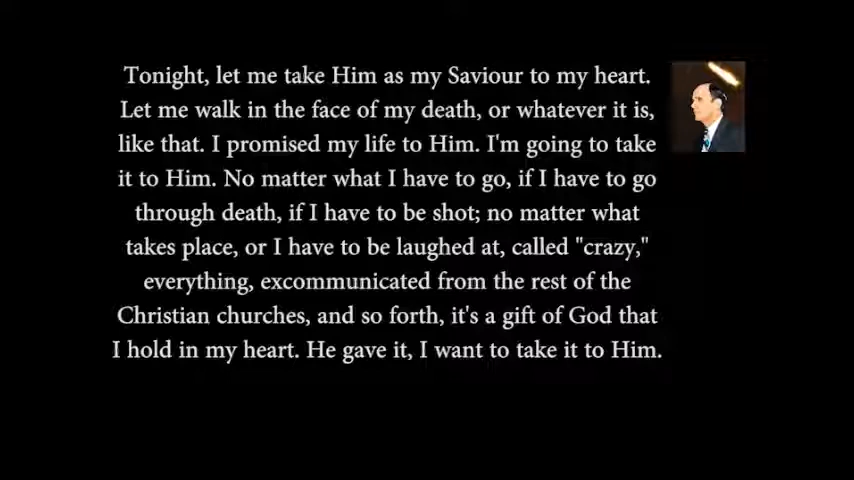 Tonight, let me take Him as my Saviour to my heart.
Let me walk in the face of my death, or whatever it is,
like that. I promised my life to Him. I'm going to take
it to Him. No matter what I have to go, if I have to go
through death, if I have to be shot; no matter what
takes place, or I have to be laughed at, called "crazy,"
everything, excommunicated from the rest of the
Christian churches, and so forth, it's a gift of God that
I hold in my heart. He gave it, I want to take it to Him.